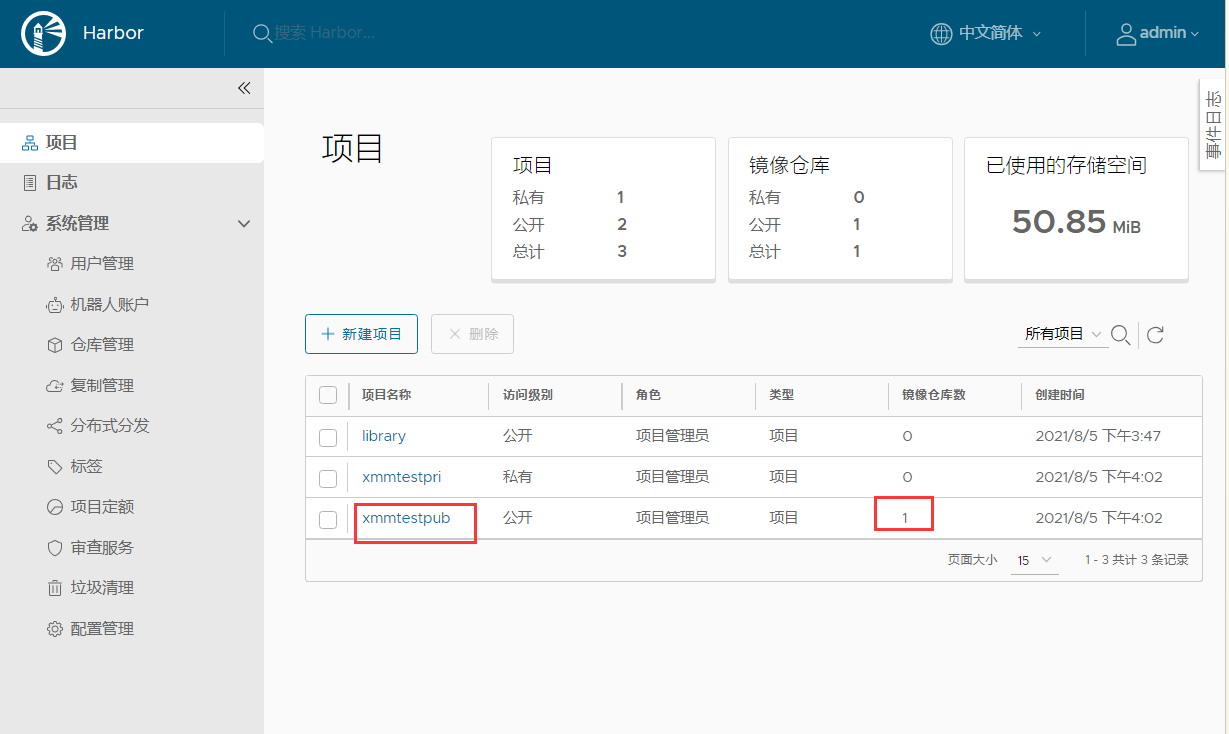 Harbor
搜索 Harbor...
中文简体
admin
事件日志
项目
日志
系统管理
用户管理
机器人账户
仓库管理
复制管理
分布式分发
标签
项目定额
审查服务
垃圾清理
配置管理
项目
项目
私有 1
公开 2
总计 3
镜像仓库
私有 0
公开 1
总计 1
已使用的存储空间
50.85 MiB
新建项目
删除
所有项目
项目名称 访问级别 角色 类型 镜像仓库数 创建时间
library 公开 项目管理员 项目 0 2021/8/5 下午3:47
xmmtestpri 私有 项目管理员 项目 0 2021/8/5 下午4:02
xmmtestpub 公开 项目管理员 项目 1 2021/8/5 下午4:02
页面大小 15 1 - 3 共计 3 条记录